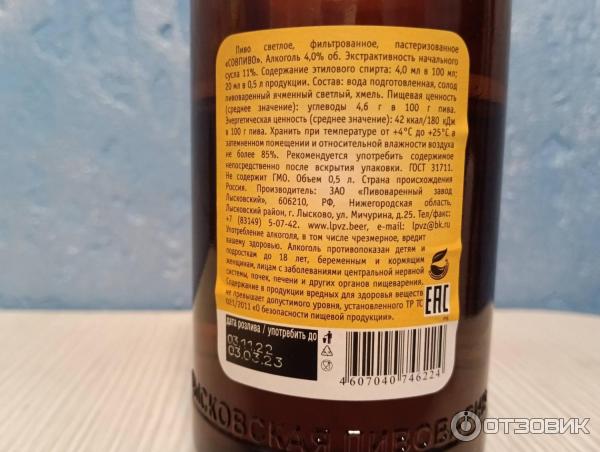 Пиво светлое, фильтрованное, пастеризованное
«СОВПИВО». Алкоголь 4,0% об. Экстрактивность начального
сусла 11%. Содержание этилового спирта: 4,0 мл в 100 мл;
20 мл в 0,5 л продукции. Состав: вода подготовленная, солод
пивоваренный ячменный светлый, хмель. Пищевая ценность
(среднее значение): углеводы 4,6 г в 100 г пива.
Энергетическая ценность (среднее значение): 42 ккал/180 кДж
в 100 г пива. Хранить при температуре от +4°С до +25°С в
затемненном помещении и относительной влажности воздуха
не более 85%. Рекомендуется употребить содержимое
непосредственно после вскрытия упаковки. ГОСТ 31711.
Не содержит ГМО. Объем 0,5 л. Страна происхождения
Россия. Производитель: ЗАО «Пивоваренный завод
Лысковский», 606210, РФ, Нижегородская область,
Лысковский район, г. Лысково, ул. Мичурина, д.25. Тел/факс:
+7 (83149) 5-07-42. www.lpvz.beer, e-mail: lpvz@bk.ru
Употребление алкоголя, в том числе чрезмерное, вредит
вашему здоровью. Алкоголь противопоказан детям и
подросткам до 18 лет, беременным и кормящим
женщинам, лицам с заболеваниями центральной нервной
системы, почек, печени и других органов пищеварения.
Содержание в продукции вредных для здоровья веществ
не превышает допустимого уровня, установленного ТР ТС
021/2011 «О безопасности пищевой продукции».
EAC
дата розлива / употребить до
03.11.22
03.05.23
4 607040 746224
ЫСКОВСКАЯ ПИВОВАРНЯ
ОТЗОВИК